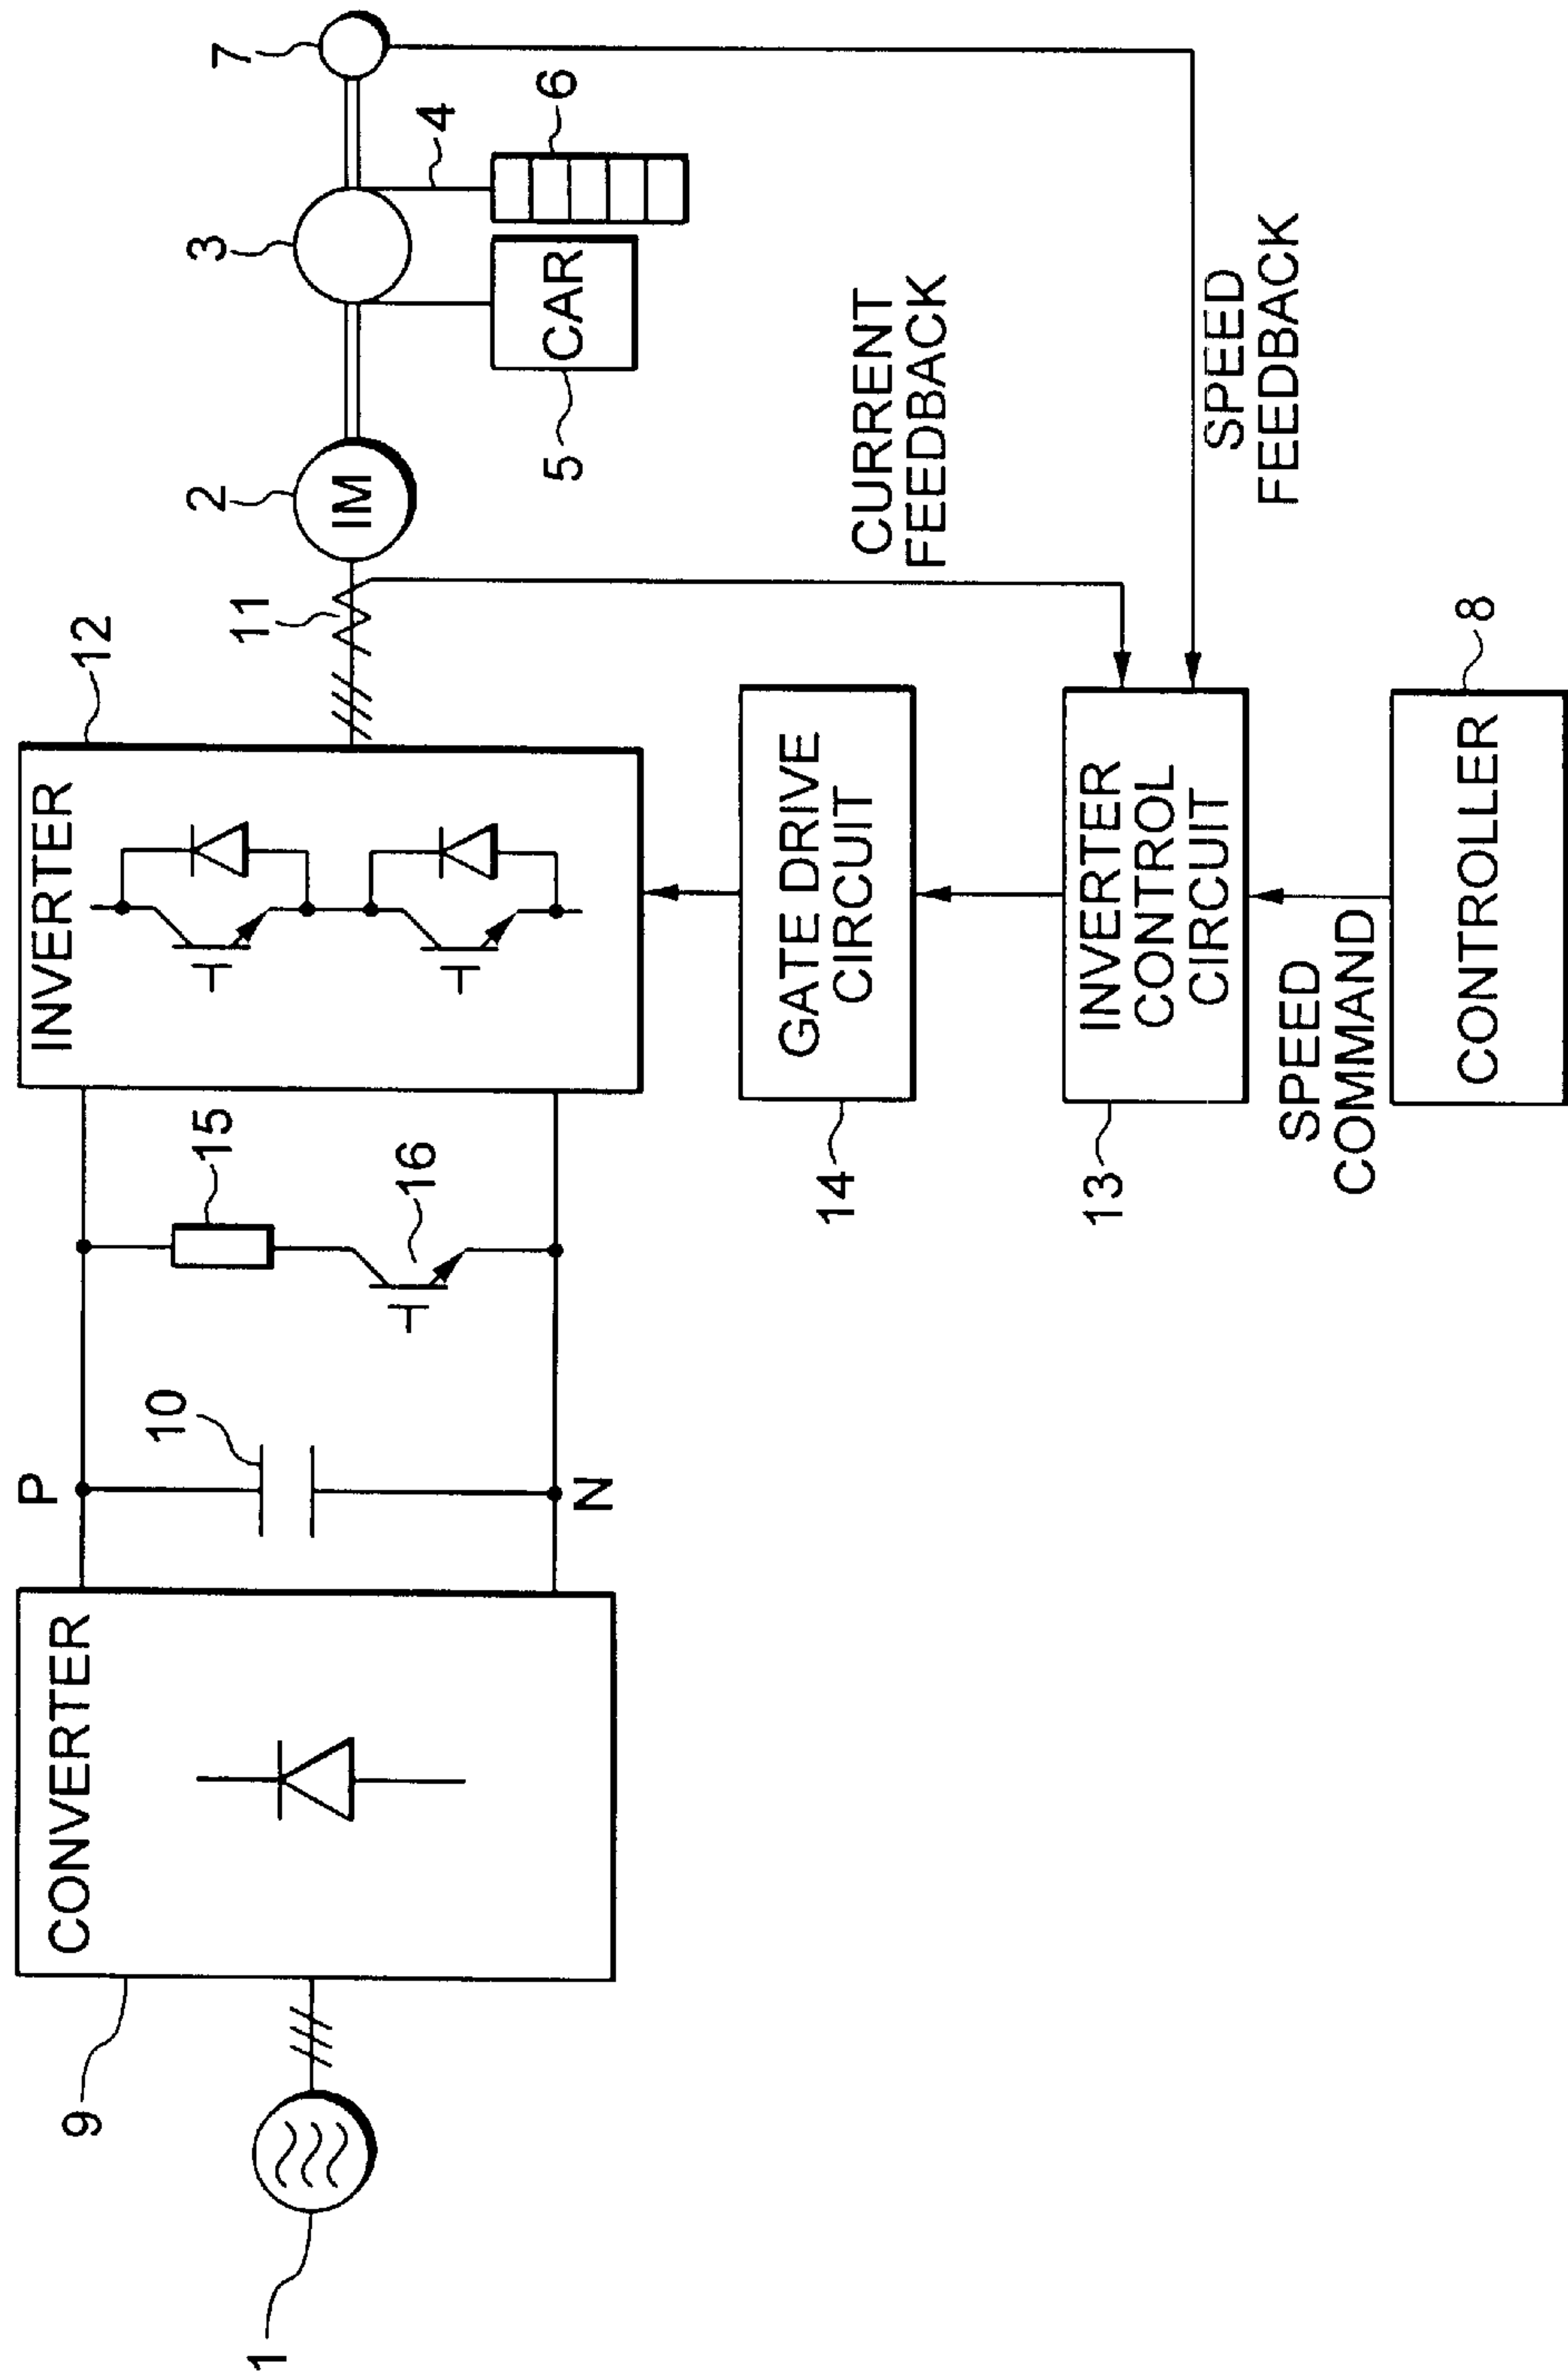 CONVERTER
P
N
INVERTER
9
1
10
15
16
12
11
2
IM
3
7
4
6
5
CAR
GATE DRIVE
CIRCUIT
14
CURRENT
FEEDBACK
INVERTER
CONTROL
CIRCUIT
13
SPEED
FEEDBACK
SPEED
COMMAND
CONTROLLER
8